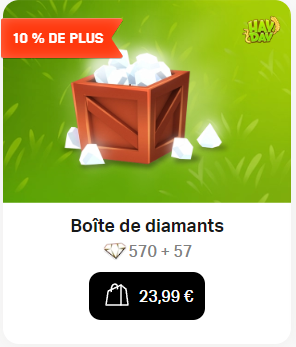 10 % DE PLUS
HAY
DAY
Boîte de diamants
570 + 57
23,99 €